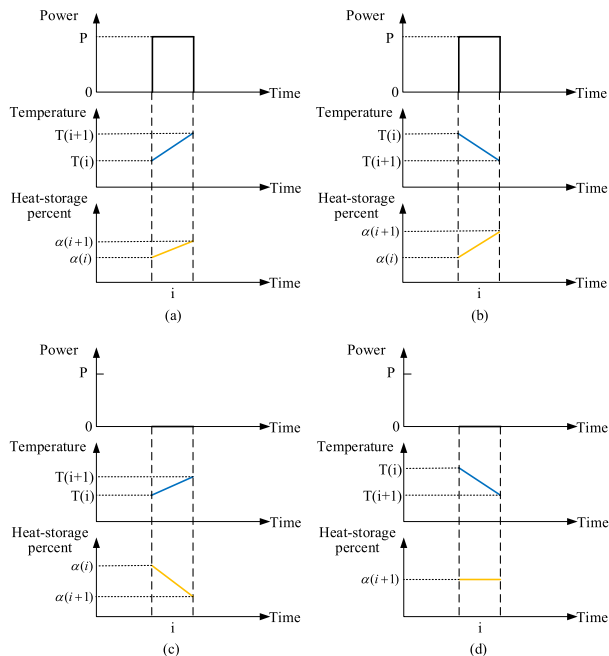 Power
P
0
Time
Temperature
T(i+1)
T(i)
Time
Heat-storage
percent
α(i+1)
α(i)
Time
i
(a)
Power
P
0
Time
Temperature
T(i)
T(i+1)
Time
Heat-storage
percent
α(i+1)
α(i)
Time
i
(b)
Power
P
0
Time
Temperature
T(i+1)
T(i)
Time
Heat-storage
percent
α(i)
α(i+1)
Time
i
(c)
Power
P
0
Time
Temperature
T(i)
T(i+1)
Time
Heat-storage
percent
α(i+1)
Time
i
(d)